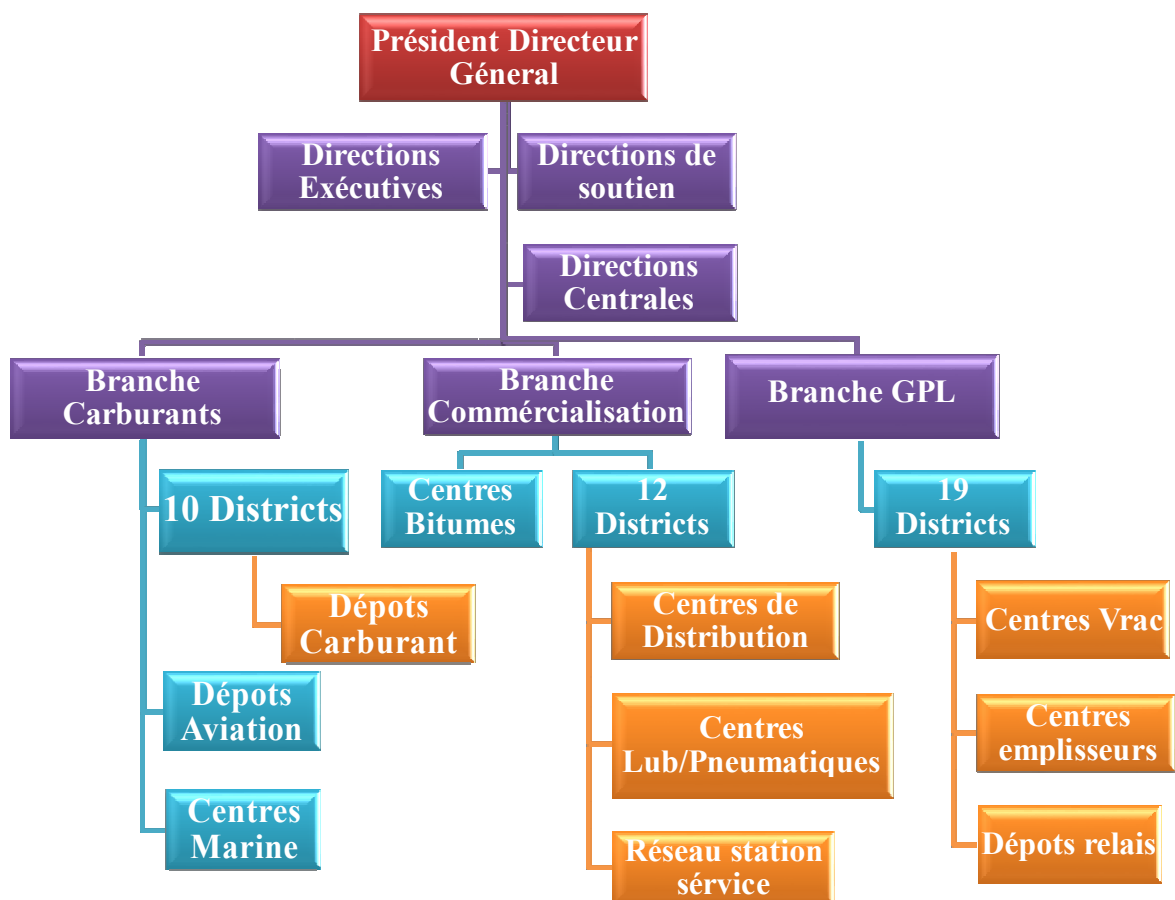 Président Directeur
Géneral
Directions
Exécutives
Directions de
soutien
Directions
Centrales
Branche
Carburants
Branche
Commércialisation
Branche GPL
10 Districts
Centres
Bitumes
12
Districts
19
Districts
Dépots
Carburant
Centres de
Distribution
Centres Vrac
Dépots
Aviation
Centres
Lub/Pneumatiques
Centres
emplisseurs
Centres
Marine
Réseau station
sérvice
Dépots relais